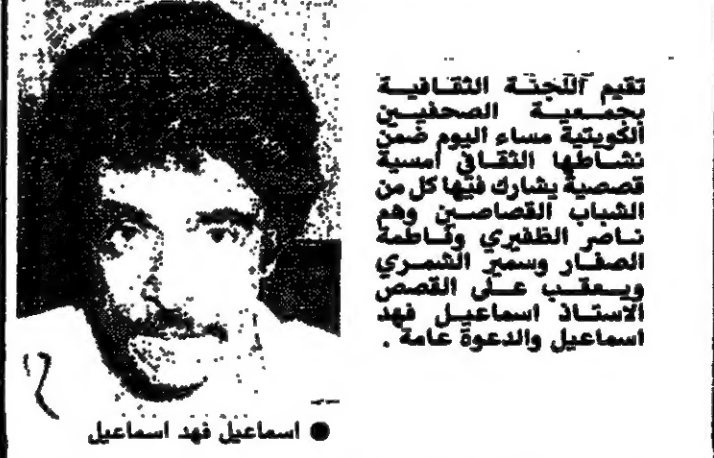 تقيم اللجنة الثقافية
بجمعية الصحفيين
الكويتية مساء اليوم ضمن
نشاطها الثقافي امسية
قصصية يشارك فيها كل من
الشباب القصاصين وهم
ناصر الظفيري وفاطمة
الصفار وسمير الشمري
ويعقب على القصص
الاستاذ اسماعيل فهد
اسماعيل والدعوة عامة .
● اسماعيل فهد اسماعيل